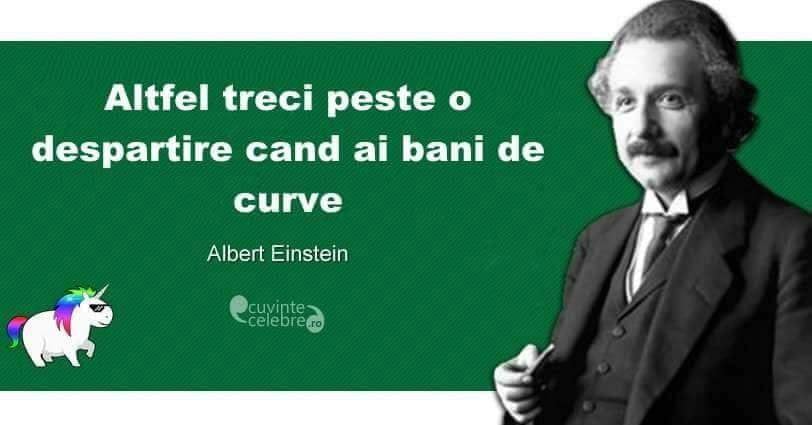 Altfel treci peste o
despartire cand ai bani de
curve
Albert Einstein
cuvinte
celebre.ro